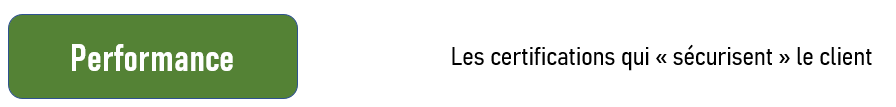 Performance
Les certifications qui « sécurisent » le client